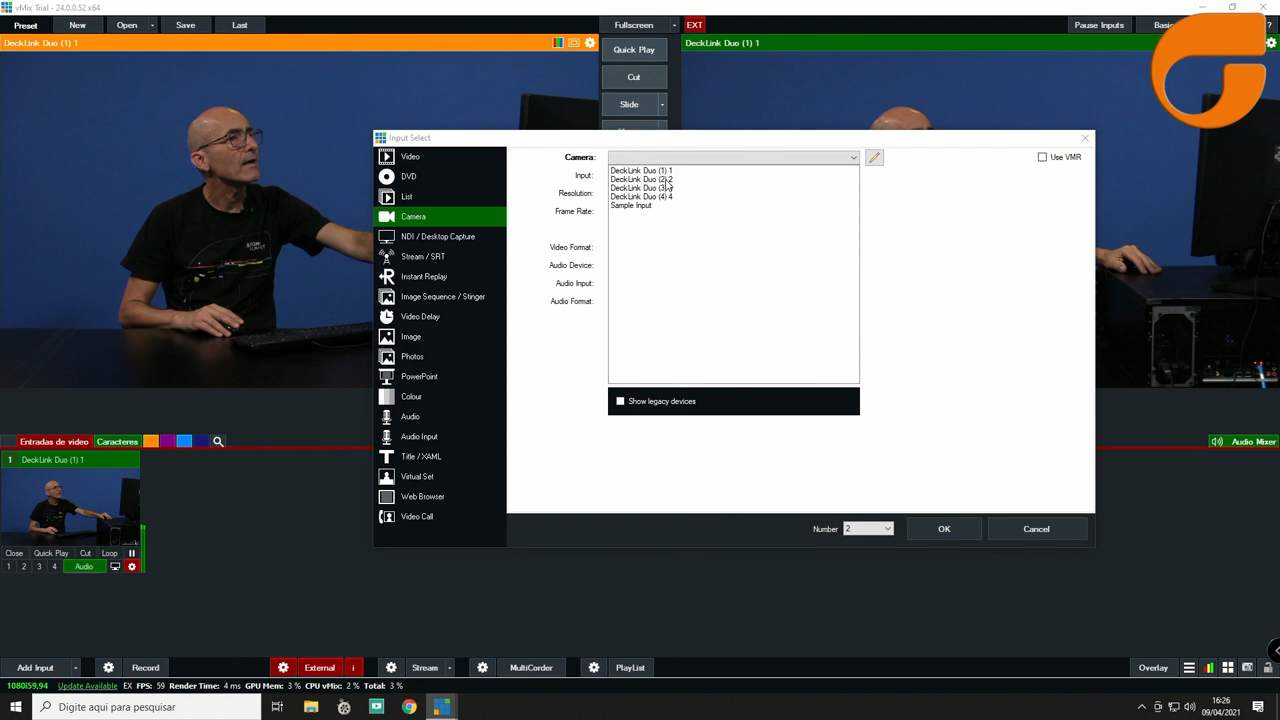 vMix Trial - 24.0.0.52 x64
Preset New Open Save Last Fullscreen EXT Pause Inputs
DeckLink Duo (1) 1
DeckLink Duo (1) 1
Quick Play
Cut
Slide
Input Select
Video
DVD
List
Camera
NDI / Desktop Capture
Stream / SRT
Instant Replay
Image Sequence / Stinger
Video Delay
Image
Photos
PowerPoint
Colour
Audio
Audio Input
Title / XAML
Virtual Set
Web Browser
Video Call
Camera:
Input:
Resolution:
Frame Rate:
Video Format:
Audio Device:
Audio Input:
Audio Format:
DeckLink Duo (1) 1
DeckLink Duo (2) 2
DeckLink Duo (3)
DeckLink Duo (4) 4
Sample Input
Show legacy devices
Use VMR
Number 2 OK Cancel
Entradas de video Caracteres Audio Mixer
1 DeckLink Duo (1) 1
Close Quick Play Cut Loop
1 2 3 4 Audio
Add Input Record External i Stream MultiCorder PlayList Overlay
1080i59,94 Update Available EX FPS: 59 Render Time: 4 ms GPU Mem: 3 % CPU vMix: 2 % Total: 3 %
Digite aqui para pesquisar
16:26
09/04/2021